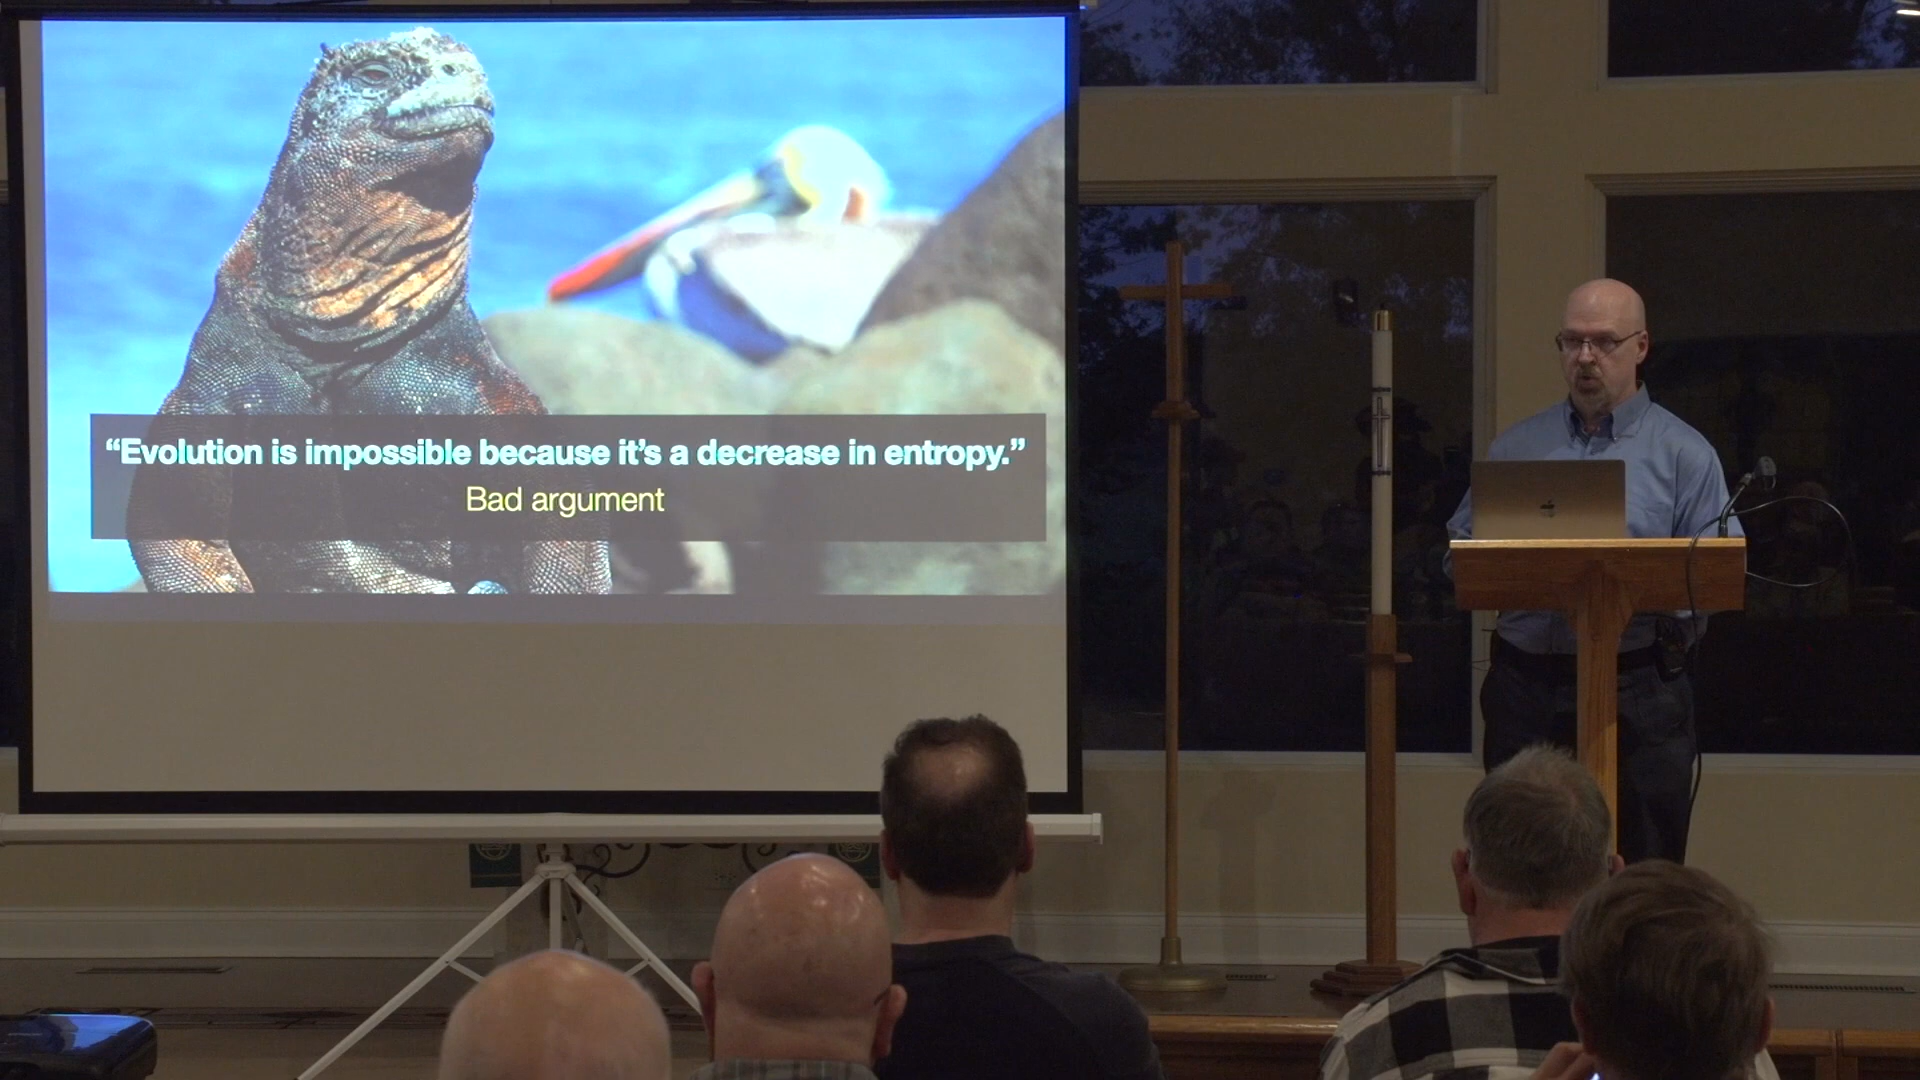 “Evolution is impossible because it’s a decrease in entropy.”
Bad argument